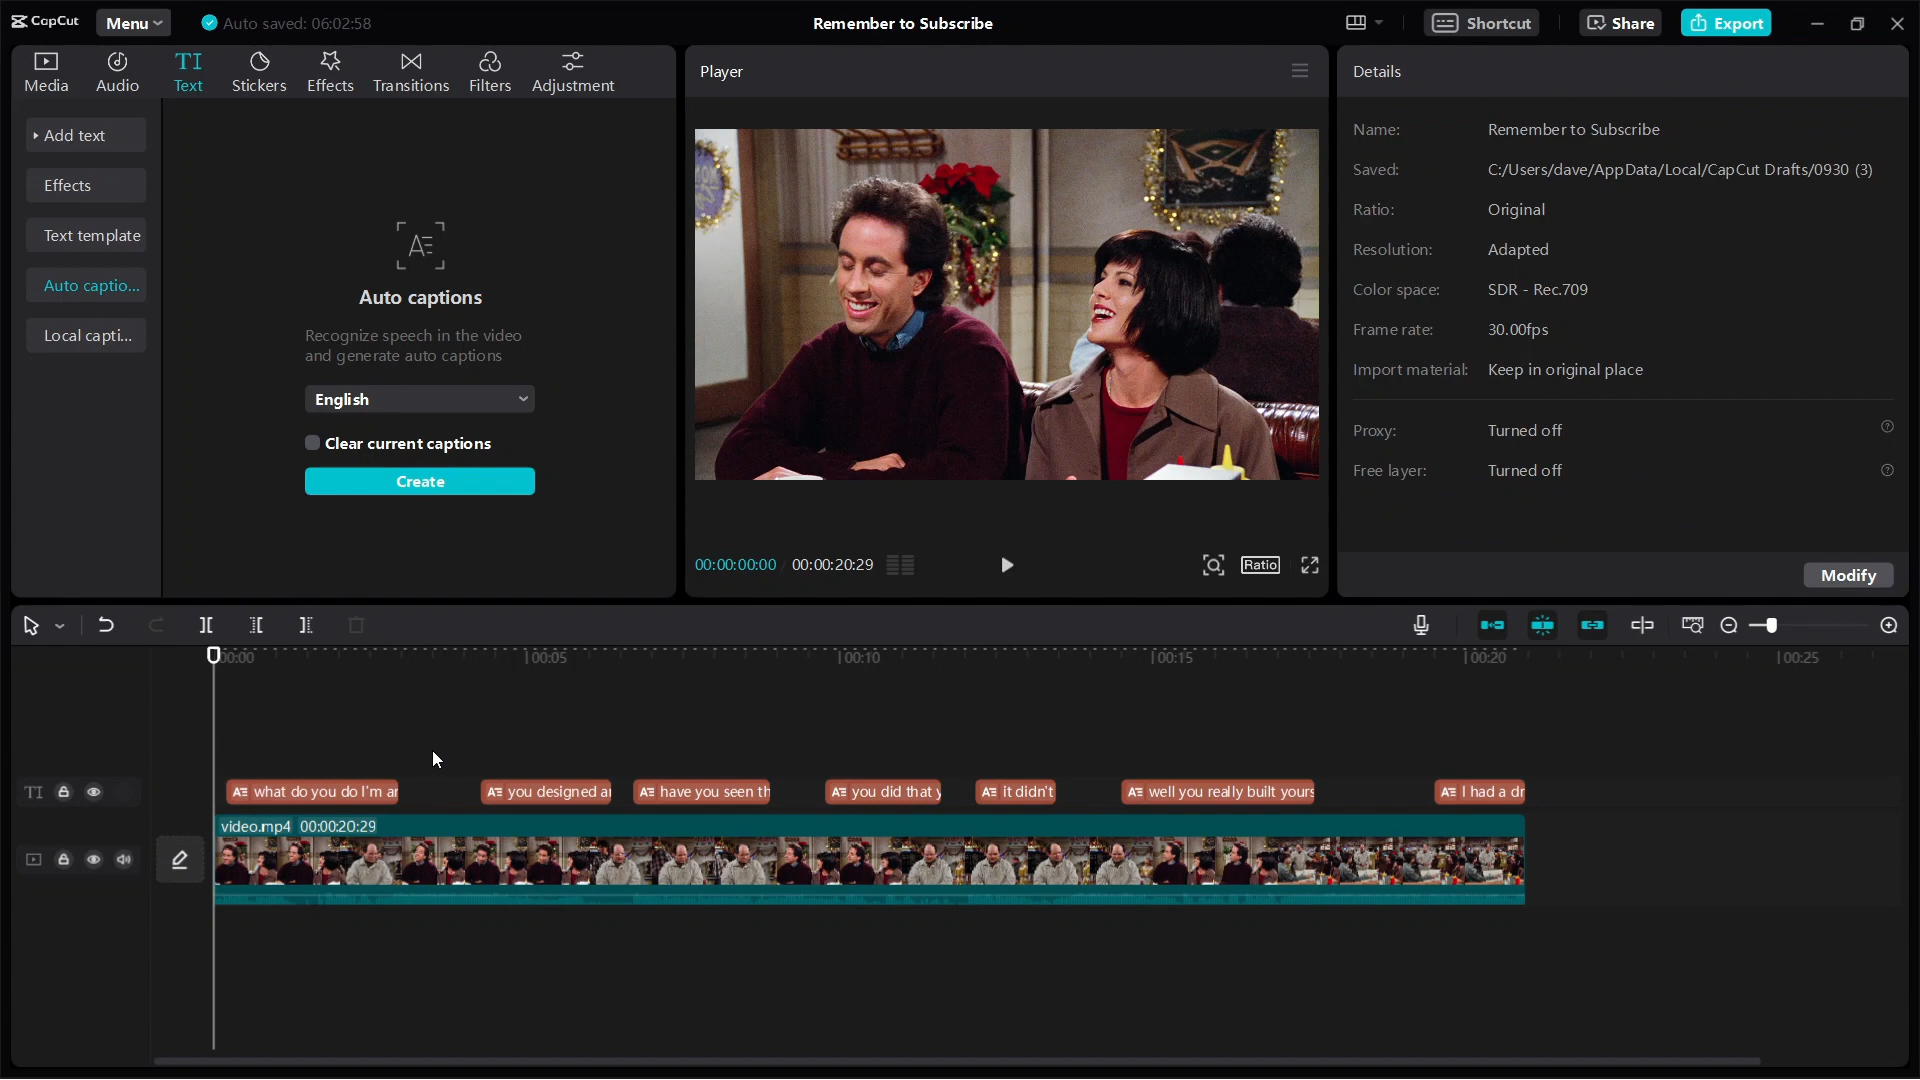 CapCut
Menu
Auto saved: 06:02:58
Remember to Subscribe
Shortcut
Share
Export
Media
Audio
TI
Text
Stickers
Effects
Transitions
Filters
Adjustment
Player
Details
Add text
Effects
Text template
Auto captio...
Local capti...
A
Auto captions
Recognize speech in the video
and generate auto captions
English
Clear current captions
Create
Name: Remember to Subscribe
Saved: C:/Users/dave/AppData/Local/CapCut Drafts/0930 (3)
Ratio: Original
Resolution: Adapted
Color space: SDR - Rec.709
Frame rate: 30.00fps
Import material: Keep in original place
Proxy: Turned off
Free layer: Turned off
Modify
00:00:00:00 / 00:00:20:29
Ratio
00:00 00:05 00:10 00:15 00:20 00:25
TI
what do you do I'm ar
you designed ar
have you seen th
you did that y
it didn't
well you really built yours
I had a dr
video.mp4 00:00:20:29